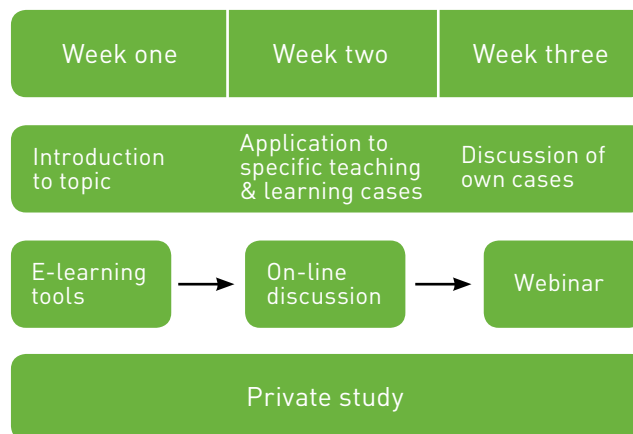 Week one
Week two
Week three
Introduction
to topic
Application to
specific teaching
& learning cases
Discussion of
own cases
E-learning
tools
On-line
discussion
Webinar
Private study